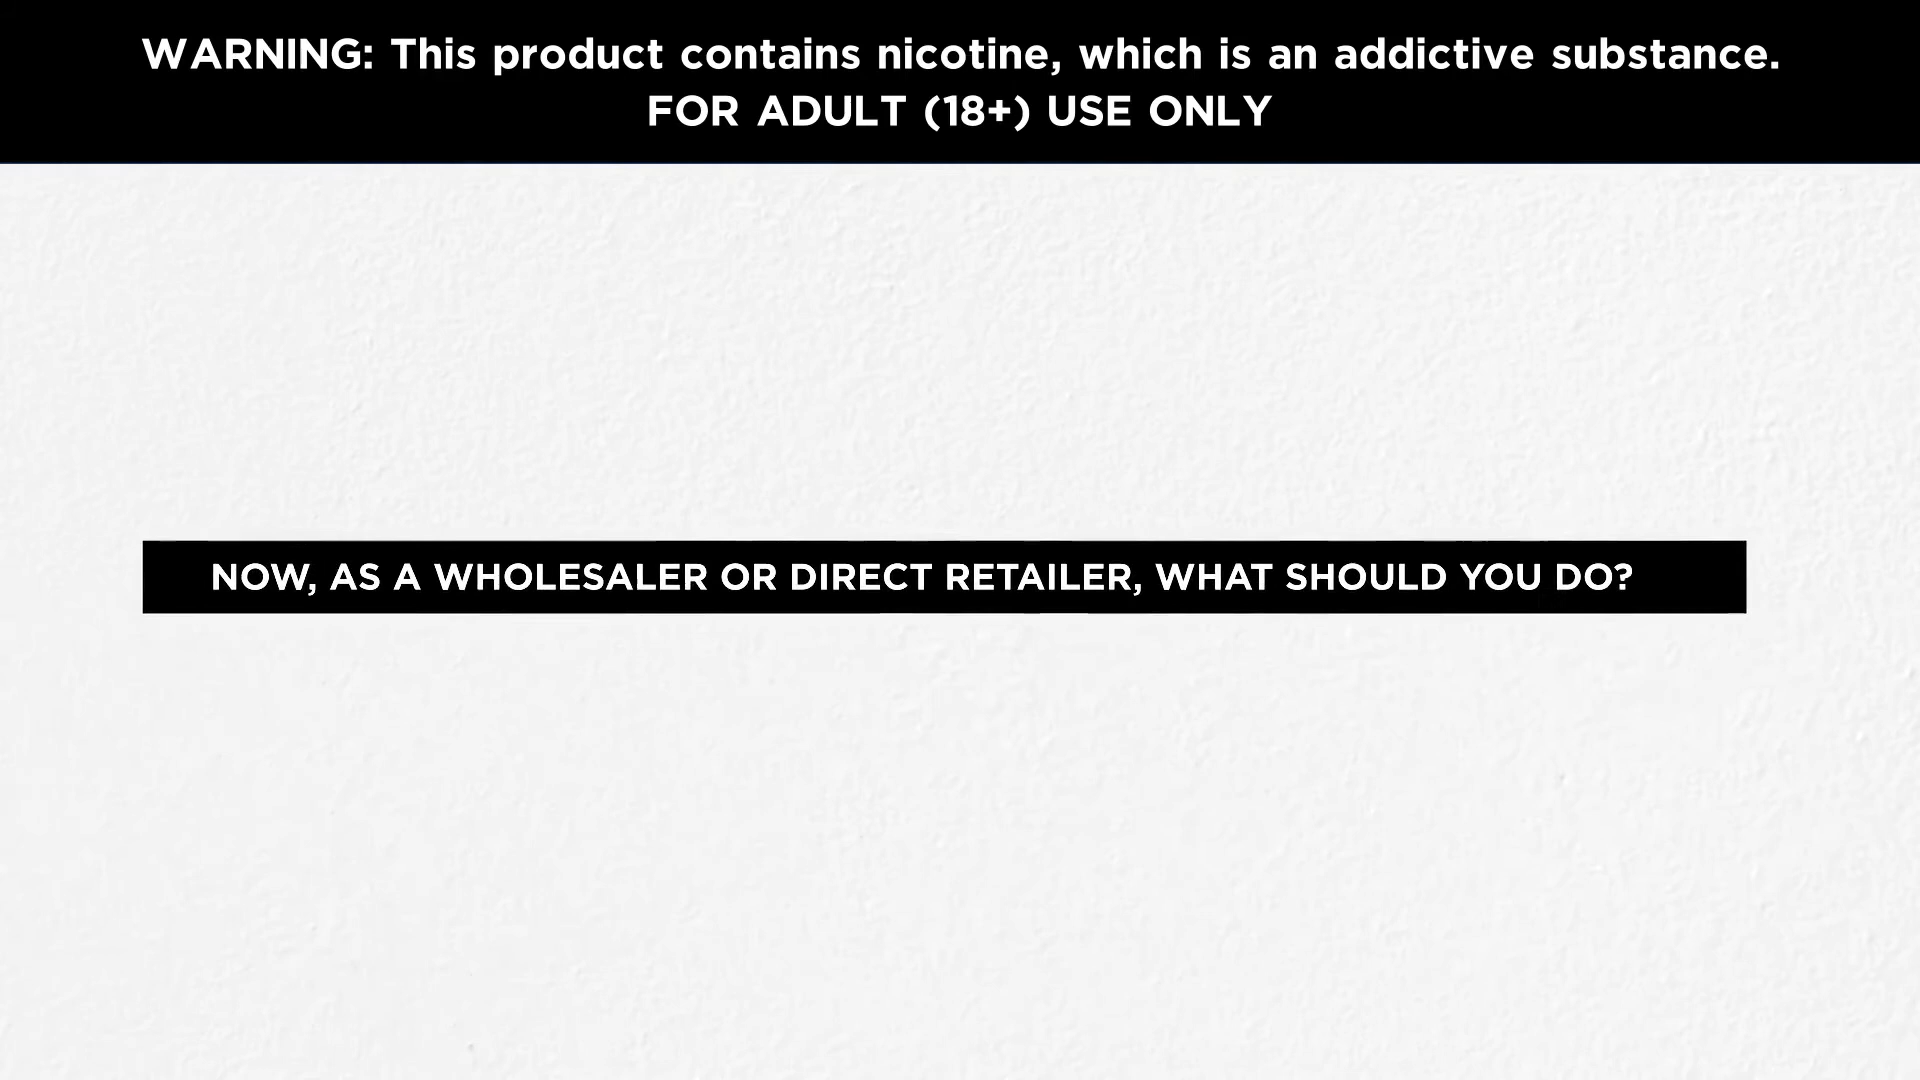 WARNING: This product contains nicotine, which is an addictive substance.
FOR ADULT (18+) USE ONLY
NOW, AS A WHOLESALER OR DIRECT RETAILER, WHAT SHOULD YOU DO?